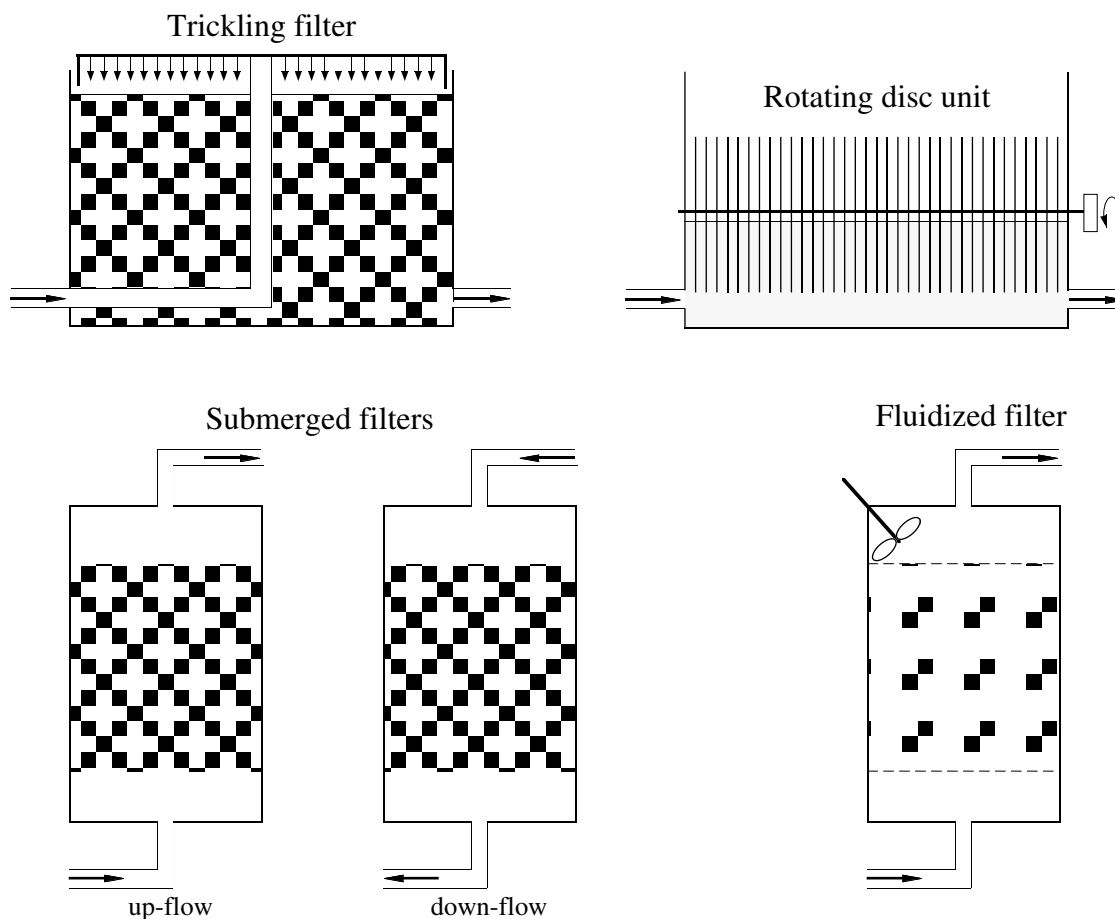 Trickling filter
Rotating disc unit
Submerged filters
Fluidized filter
up-flow
down-flow